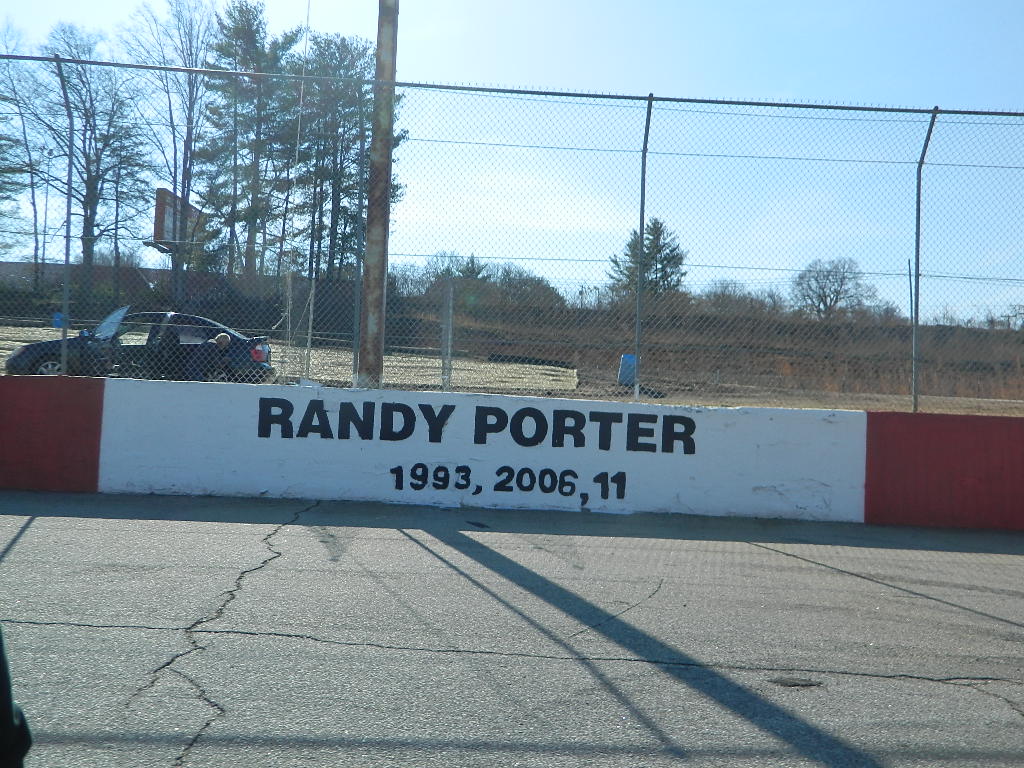 RANDY PORTER
1993, 2006, 11